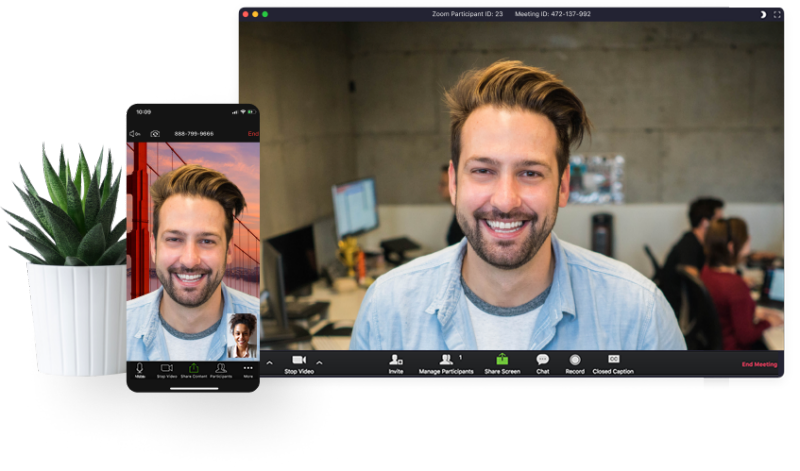 Zoom Participant ID: 23 Meeting ID: 472-137-992
10:09
888-799-9666 End
Stop Video Share Content Participants More
Stop Video Invite Manage Participants 1 Share Screen Chat Record Closed Caption End Meeting
CC